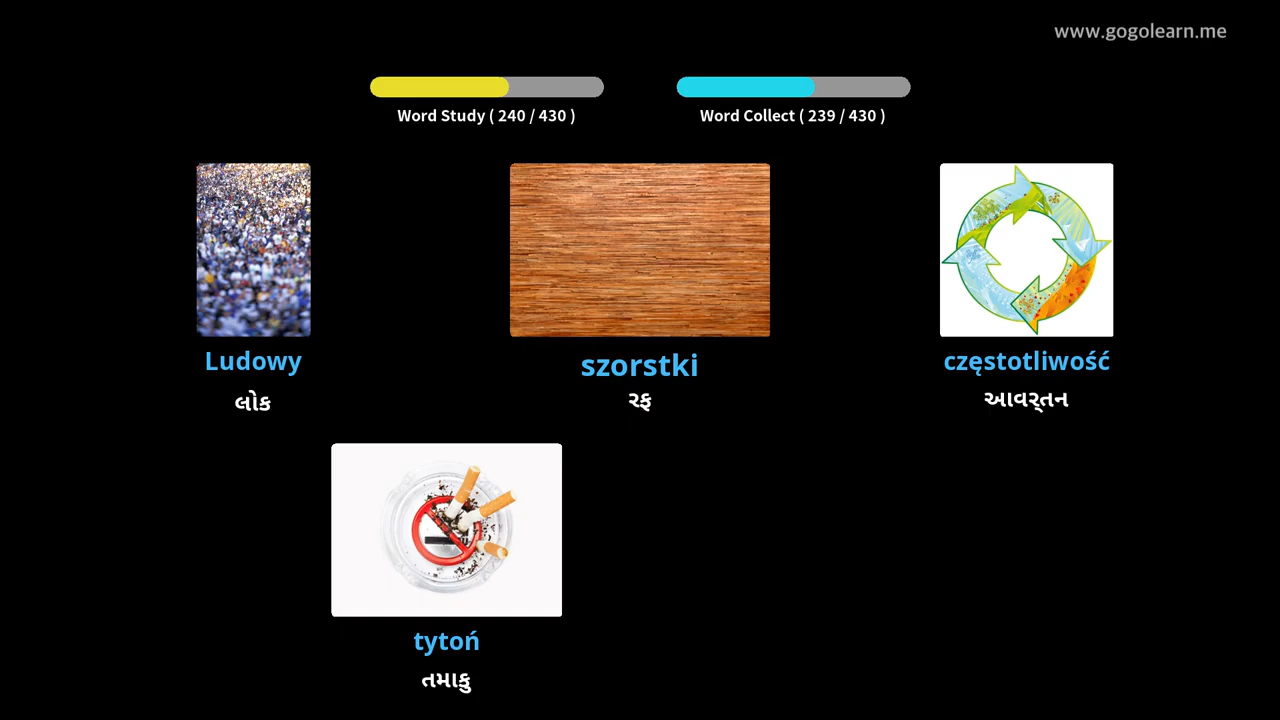 www.gogolearn.me
Word Study ( 240 / 430 )
Word Collect ( 239 / 430 )
Ludowy
લોક
szorstki
રફ
częstotliwość
આવર્તન
tytoń
તમાકુ